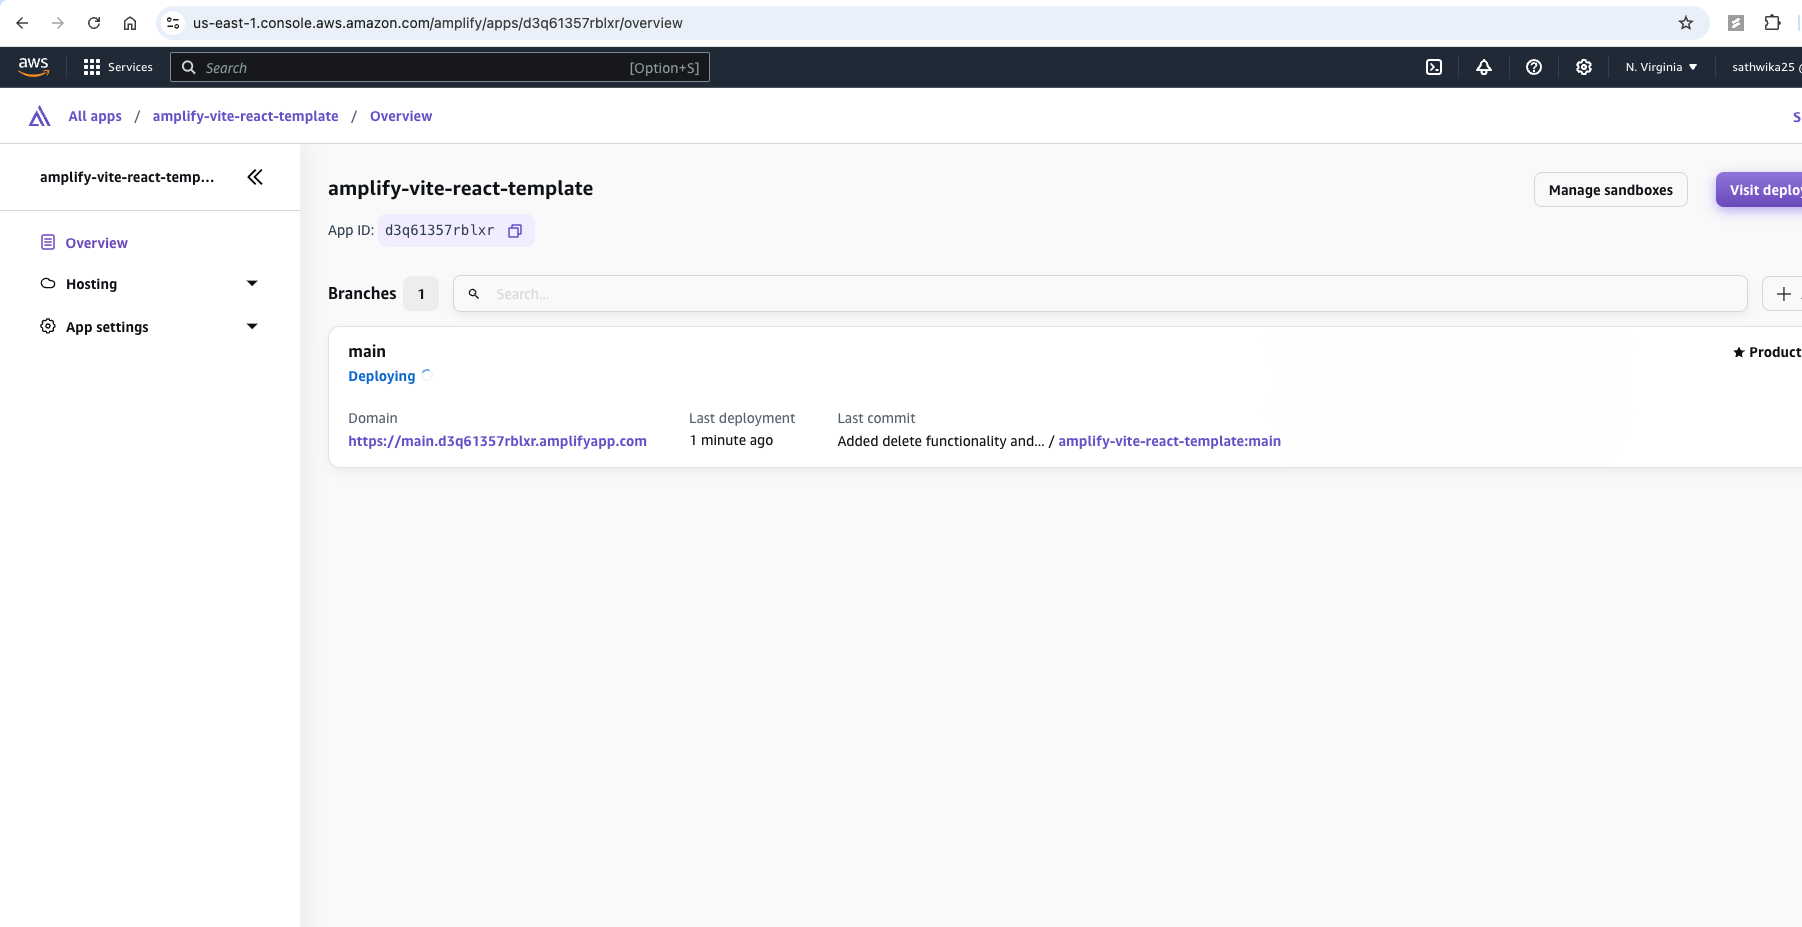 us-east-1.console.aws.amazon.com/amplify/apps/d3q61357rblxr/overview
aws Services Search [Option+S] N. Virginia sathwika25
All apps / amplify-vite-react-template / Overview S
amplify-vite-react-temp...
Overview
Hosting
App settings
amplify-vite-react-template
Manage sandboxes
Visit deploy
App ID: d3q61357rblxr
Branches 1 Search...
main
Product
Deploying
Domain Last deployment Last commit
https://main.d3q61357rblxr.amplifyapp.com 1 minute ago Added delete functionality and... / amplify-vite-react-template:main